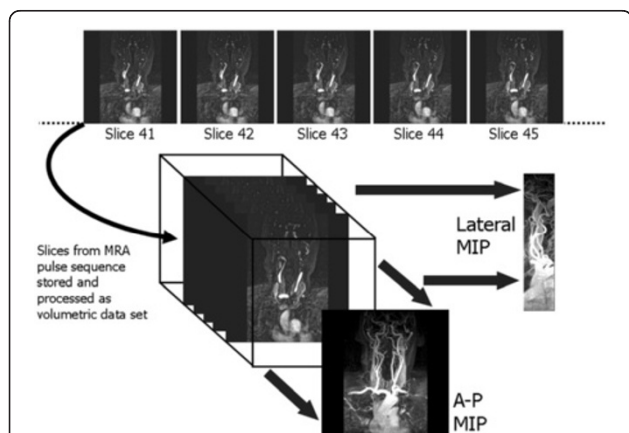 Slice 41
Slice 42
Slice 43
Slice 44
Slice 45
Lateral
MIP
Slices from MRA
pulse sequence
stored and
processed as
volumetric data set
A-P
MIP